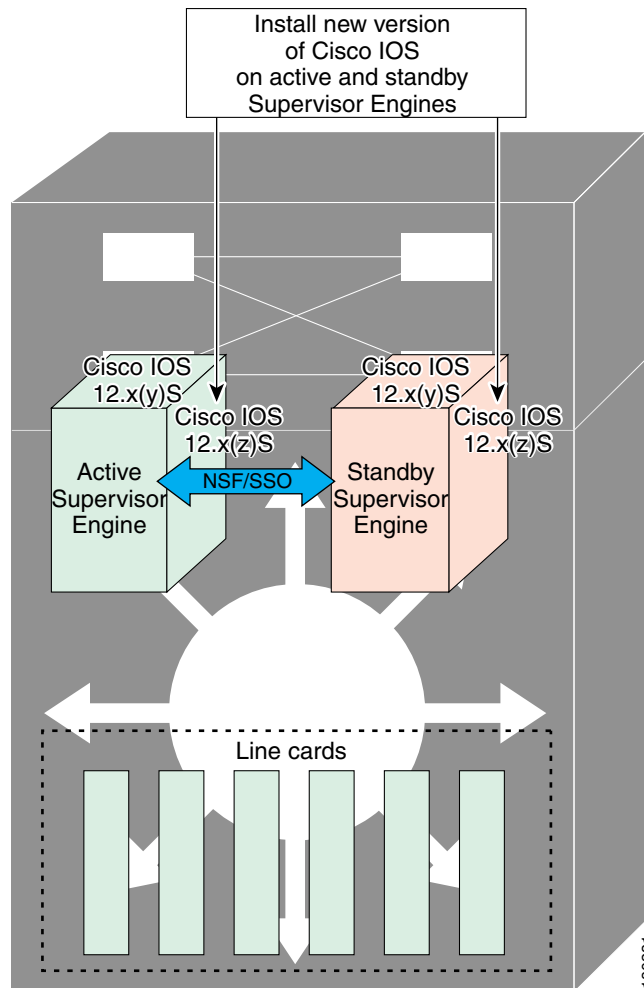 Install new version
of Cisco IOS
on active and standby
Supervisor Engines
Cisco IOS
12.x(y)S
Cisco IOS
12.x(z)S
Cisco IOS
12.x(y)S
Cisco IOS
12.x(z)S
Active
Supervisor
Engine
NSF/SSO
Standby
Supervisor
Engine
Line cards